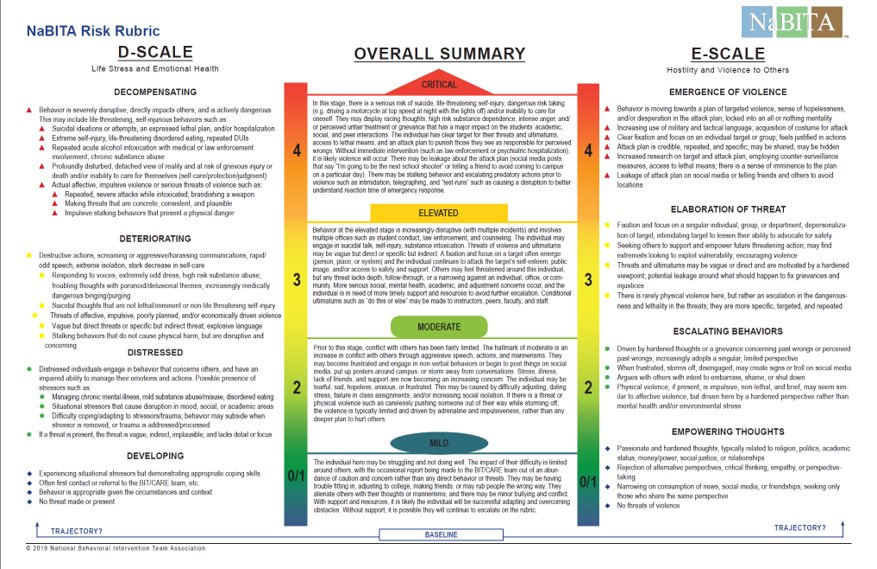 NaBITA Risk Rubric
NaBITA
.org
D-SCALE
Life Stress and Emotional Health
DECOMPENSATING
Behavior is severely disruptive, directly impacts others, and is actively dangerous
This may include life-threatening, self-injurious behaviors such as:
Suicidal ideations or attempts, an expressed lethal plan, and/or hospitalization
Extreme self-injury, life-threatening disordered eating, repeated DUIs
Repeated acute alcohol intoxication with medical or law enforcement
involvement, chronic substance abuse
Profoundly disturbed, detached view of reality and at risk of grievous injury or
death and/or inability to care for themselves (self-care/protection/judgment)
Actual affective, impulsive violence or serious threats of violence such as:
Repeated, severe attacks while intoxicated; brandishing a weapon
Making threats that are concrete, consistent, and plausible
Impulsive stalking behaviors that present a physical danger
DETERIORATING
Destructive actions, screaming or aggressive/harassing communications, rapid/
odd speech, extreme isolation, stark decrease in self-care
Responding to voices, extremely odd dress, high risk substance abuse;
troubling thoughts with paranoid/delusional themes, increasingly medically
dangerous binging/purging
Suicidal thoughts that are not lethal/imminent or non-life threatening self-injury
Threats of affective, impulsive, poorly planned, and/or economically driven violence
Vague but direct threats or specific but indirect threat; explosive language
Stalking behaviors that do not cause physical harm, but are disruptive and
concerning
DISTRESSED
Distressed individuals engage in behavior that concerns others, and have an
impaired ability to manage their emotions and actions. Possible presence of
stressors such as:
Managing chronic mental illness, mild substance abuse/misuse, disordered eating
Situational stressors that cause disruption in mood, social, or academic areas
Difficulty coping/adapting to stressors/trauma; behavior may subside when
stressor is removed, or trauma is addressed/processed
If a threat is present, the threat is vague, indirect, implausible, and lacks detail or focus
DEVELOPING
Experiencing situational stressors but demonstrating appropriate coping skills
Often first contact or referral to the BIT/CARE team, etc.
Behavior is appropriate given the circumstances and context
No threat made or present
TRAJECTORY?
© 2019 National Behavioral Intervention Team Association
OVERALL SUMMARY
CRITICAL
In this stage, there is a serious risk of suicide, life-threatening self-injury, dangerous risk taking
(e.g. driving a motorcycle at top speed at night with the lights off) and/or inability to care for
oneself. They may display racing thoughts, high risk substance dependence, intense anger, and/
or perceived unfair treatment or grievance that has a major impact on the students' academic,
social, and peer interactions. The individual has clear target for their threats and ultimatums,
access to lethal means, and an attack plan to punish those they see as responsible for perceived
wrongs. Without immediate intervention (such as law enforcement or psychiatric hospitalization),
it is likely violence will occur. There may be leakage about the attack plan (social media posts
that say "I'm going to be the next school shooter" or telling a friend to avoid coming to campus
on a particular day). There may be stalking behavior and escalating predatory actions prior to
violence such as intimidation, telegraphing, and "test-runs" such as causing a disruption to better
understand reaction time of emergency response.
4
4
ELEVATED
Behavior at the elevated stage is increasingly disruptive (with multiple incidents) and involves
multiple offices such as student conduct, law enforcement, and counseling. The individual may
engage in suicidal talk, self-injury, substance intoxication. Threats of violence and ultimatums
may be vague but direct or specific but indirect. A fixation and focus on a target often emerge
(person, place, or system) and the individual continues to attack the target's self-esteem, public
image, and/or access to safety and support. Others may feel threatened around this individual,
but any threat lacks depth, follow-through, or a narrowing against an individual, office, or com-
munity. More serious social, mental health, academic, and adjustment concerns occur, and the
individual is in need of more timely support and resources to avoid further escalation. Conditional
ultimatums such as "do this or else" may be made to instructors, peers, faculty, and staff.
3
3
MODERATE
Prior to this stage, conflict with others has been fairly limited. The hallmark of moderate is an
increase in conflict with others through aggressive speech, actions, and mannerisms. They
may become frustrated and engage in non-verbal behaviors or begin to post things on social
media, put up posters around campus, or storm away from conversations. Stress, illness,
lack of friends, and support are now becoming an increasing concern. The individual may be
tearful, sad, hopeless, anxious, or frustrated. This may be caused by difficulty adjusting, dating
stress, failure in class assignments, and/or increasing social isolation. If there is a threat or
physical violence such as carelessly pushing someone out of their way while storming off,
the violence is typically limited and driven by adrenaline and impulsiveness, rather than any
deeper plan to hurt others.
2
2
MILD
The individual here may be struggling and not doing well. The impact of their difficulty is limited
around others, with the occasional report being made to the BIT/CARE team out of an abun-
dance of caution and concern rather than any direct behavior or threats. They may be having
trouble fitting in, adjusting to college, making friends, or may rub people the wrong way. They
alienate others with their thoughts or mannerisms, and there may be minor bullying and conflict.
With support and resources, it is likely the individual will be successful adapting and overcoming
obstacles. Without support, it is possible they will continue to escalate on the rubric.
0/1
0/1
BASELINE
E-SCALE
Hostility and Violence to Others
EMERGENCE OF VIOLENCE
Behavior is moving towards a plan of targeted violence, sense of hopelessness,
and/or desperation in the attack plan; locked into an all or nothing mentality
Increasing use of military and tactical language; acquisition of costume for attack
Clear fixation and focus on an individual target or group; feels justified in actions
Attack plan is credible, repeated, and specific; may be shared, may be hidden
Increased research on target and attack plan, employing counter-surveillance
measures, access to lethal means; there is a sense of imminence to the plan
Leakage of attack plan on social media or telling friends and others to avoid
locations
ELABORATION OF THREAT
Fixation and focus on a singular individual, group, or department; depersonaliza-
tion of target, intimidating target to lessen their ability to advocate for safety
Seeking others to support and empower future threatening action; may find
extremists looking to exploit vulnerability; encouraging violence
Threats and ultimatums may be vague or direct and are motivated by a hardened
viewpoint; potential leakage around what should happen to fix grievances and
injustices
There is rarely physical violence here, but rather an escalation in the dangerous-
ness and lethality in the threats; they are more specific, targeted, and repeated
ESCALATING BEHAVIORS
Driven by hardened thoughts or a grievance concerning past wrongs or perceived
past wrongs; increasingly adopts a singular, limited perspective
When frustrated, storms off, disengaged, may create signs or troll on social media
Argues with others with intent to embarrass, shame, or shut down
Physical violence, if present, is impulsive, non-lethal, and brief; may seem sim-
ilar to affective violence, but driven here by a hardened perspective rather than
mental health and/or environmental stress
EMPOWERING THOUGHTS
Passionate and hardened thoughts, typically related to religion, politics, academic
status, money/power, social justice, or relationships
Rejection of alternative perspectives, critical thinking, empathy, or perspective-
taking
Narrowing on consumption of news, social media, or friendships; seeking only
those who share the same perspective
No threats of violence
TRAJECTORY?